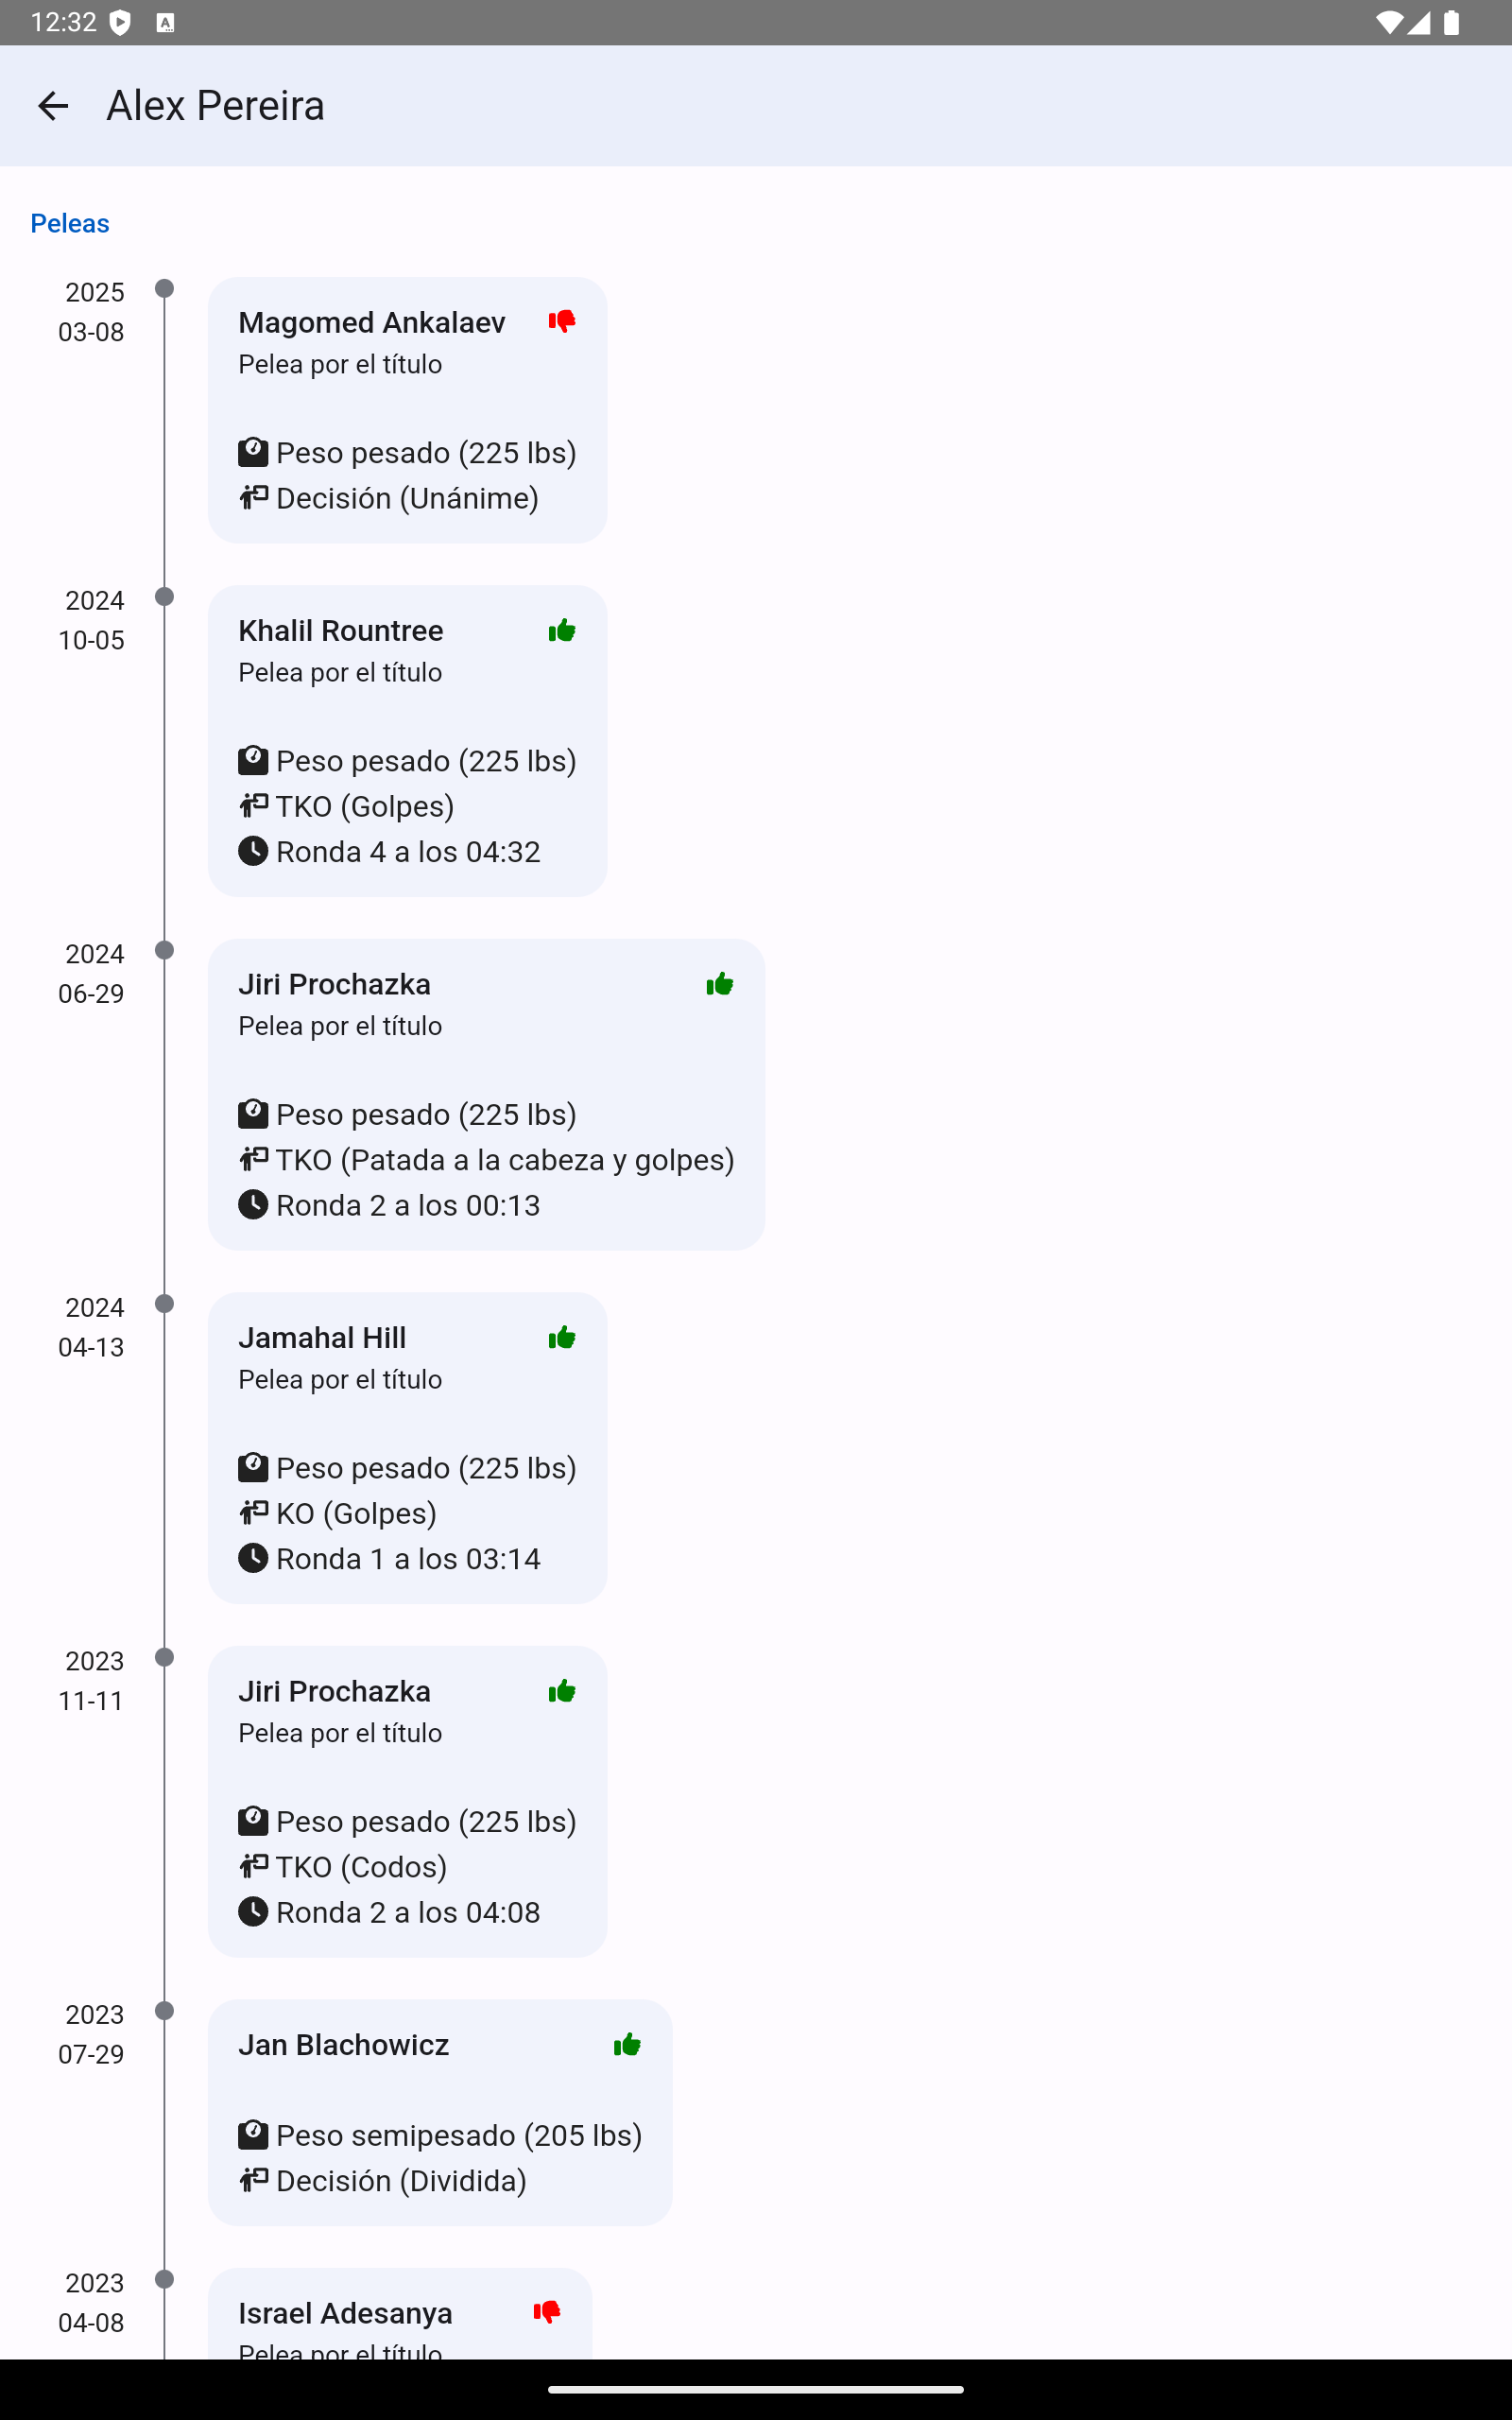 12:32
Alex Pereira
Peleas
2025
03-08
Magomed Ankalaev
Pelea por el título
Peso pesado (225 lbs)
Decisión (Unánime)
2024
10-05
Khalil Rountree
Pelea por el título
Peso pesado (225 lbs)
TKO (Golpes)
Ronda 4 a los 04:32
2024
06-29
Jiri Prochazka
Pelea por el título
Peso pesado (225 lbs)
TKO (Patada a la cabeza y golpes)
Ronda 2 a los 00:13
2024
04-13
Jamahal Hill
Pelea por el título
Peso pesado (225 lbs)
KO (Golpes)
Ronda 1 a los 03:14
2023
11-11
Jiri Prochazka
Pelea por el título
Peso pesado (225 lbs)
TKO (Codos)
Ronda 2 a los 04:08
2023
07-29
Jan Blachowicz
Peso semipesado (205 lbs)
Decisión (Dividida)
2023
04-08
Israel Adesanya
Pelea por el título